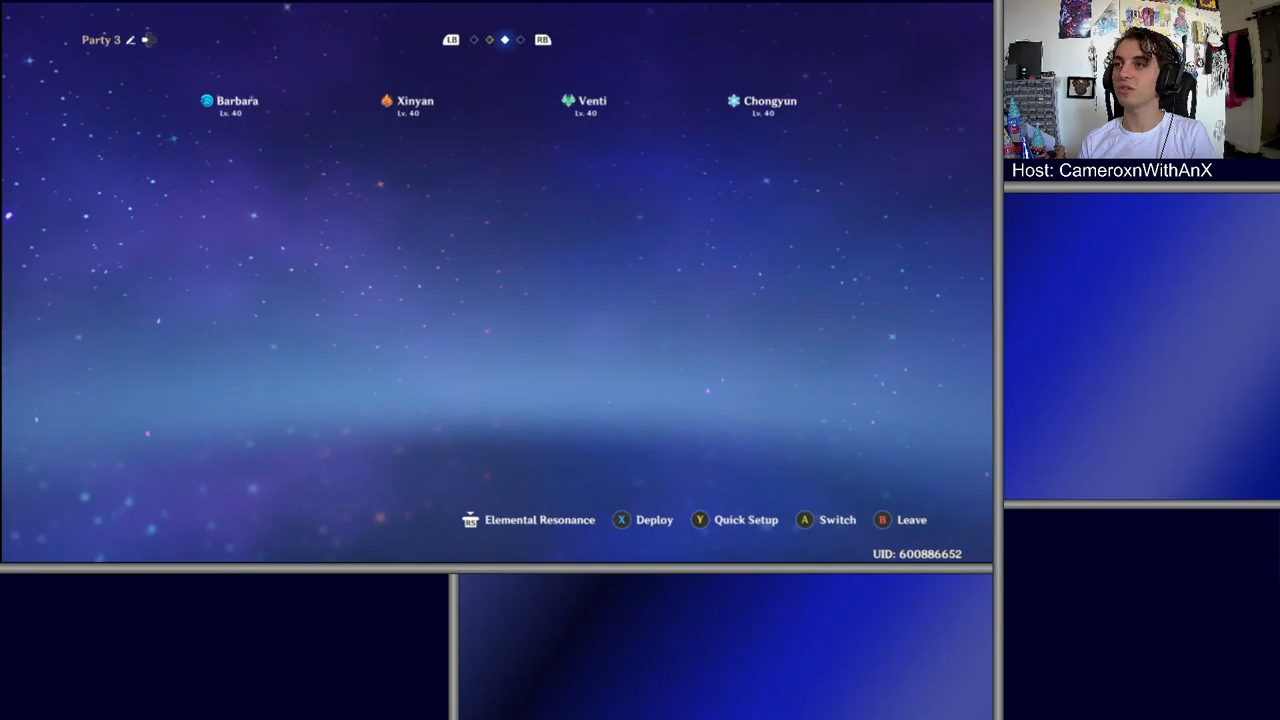 Party 3
LB RB
Barbara
Lv. 40
Xinyan
Lv. 40
Venti
Lv. 40
Chongyun
Lv. 40
Host: CameroxnWithAnX
RS Elemental Resonance X Deploy Y Quick Setup A Switch B Leave
UID: 600886652